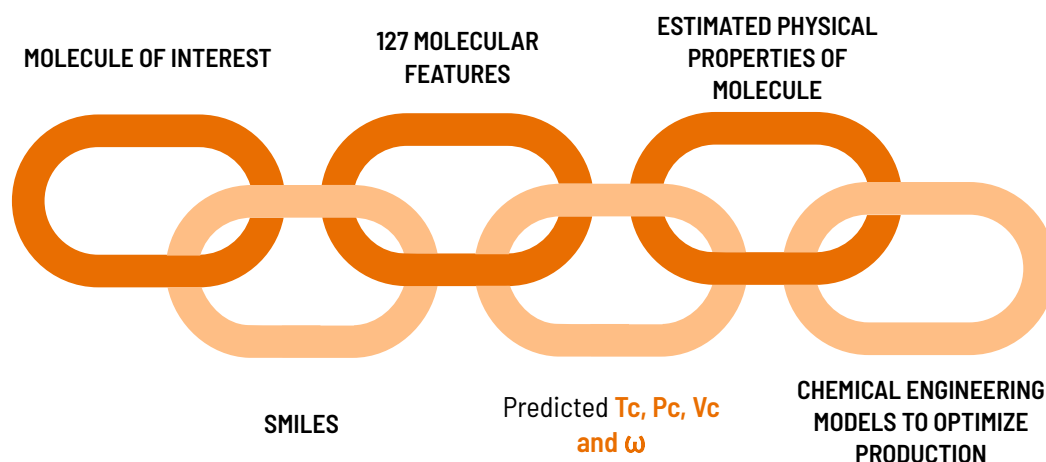 MOLECULE OF INTEREST
127 MOLECULAR
FEATURES
ESTIMATED PHYSICAL
PROPERTIES OF
MOLECULE
SMILES
Predicted Tc, Pc, Vc
and ω
CHEMICAL ENGINEERING
MODELS TO OPTIMIZE
PRODUCTION